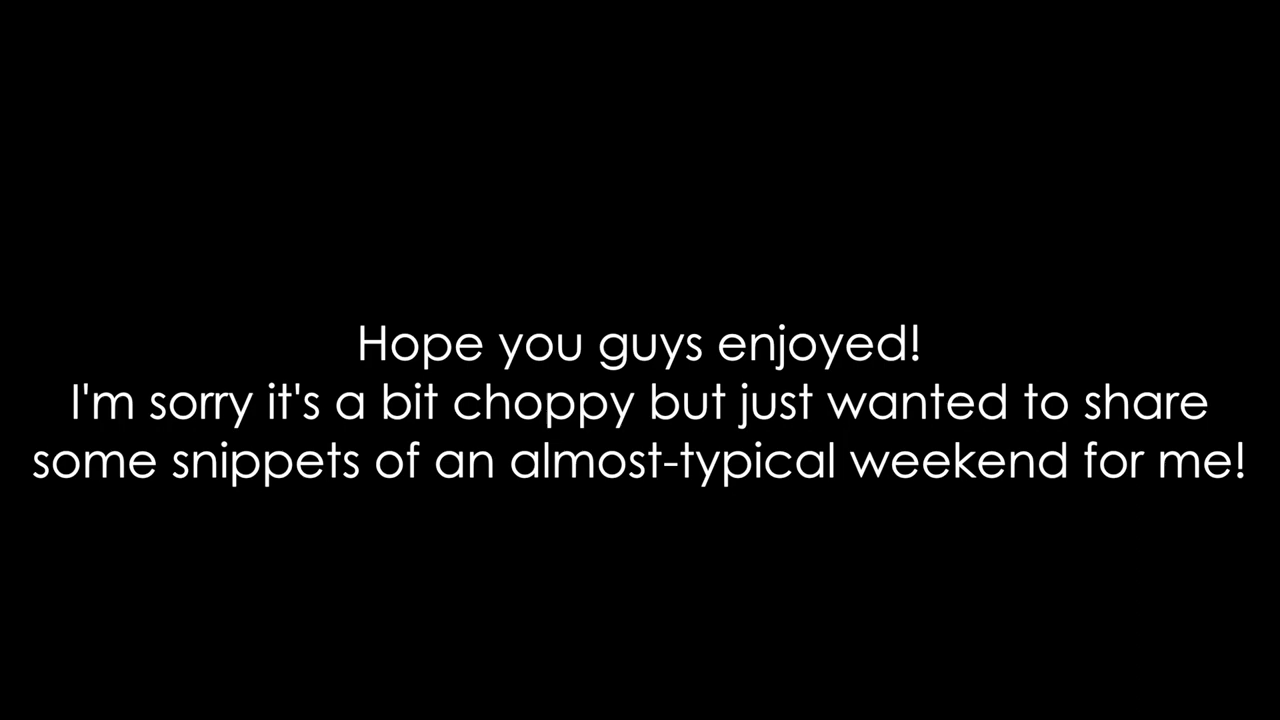 Hope you guys enjoyed!
I'm sorry it's a bit choppy but just wanted to share
some snippets of an almost-typical weekend for me!